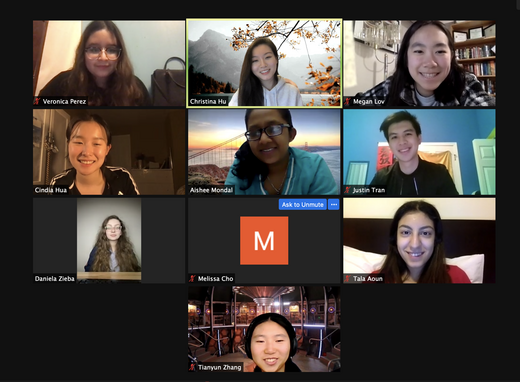 Veronica Perez
Christina Hu
Megan Lov
Cindia Hua
Aishee Mondal
Justin Tran
Ask to Unmute
Daniela Zieba
M
Melissa Cho
Tala Aoun
Tianyun Zhang